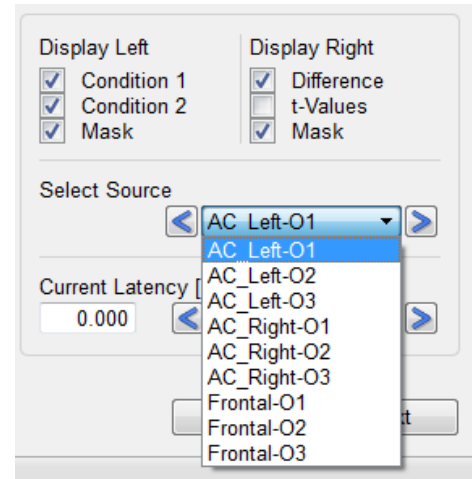 Display Left
Display Right
Condition 1
Difference
Condition 2
t-Values
Mask
Mask
Select Source
AC_Left-O1
AC_Left-O1
AC_Left-O2
AC_Left-O3
Current Latency [
0.000
AC_Right-O1
AC_Right-O2
AC_Right-O3
Frontal-O1
Frontal-O2
Frontal-O3